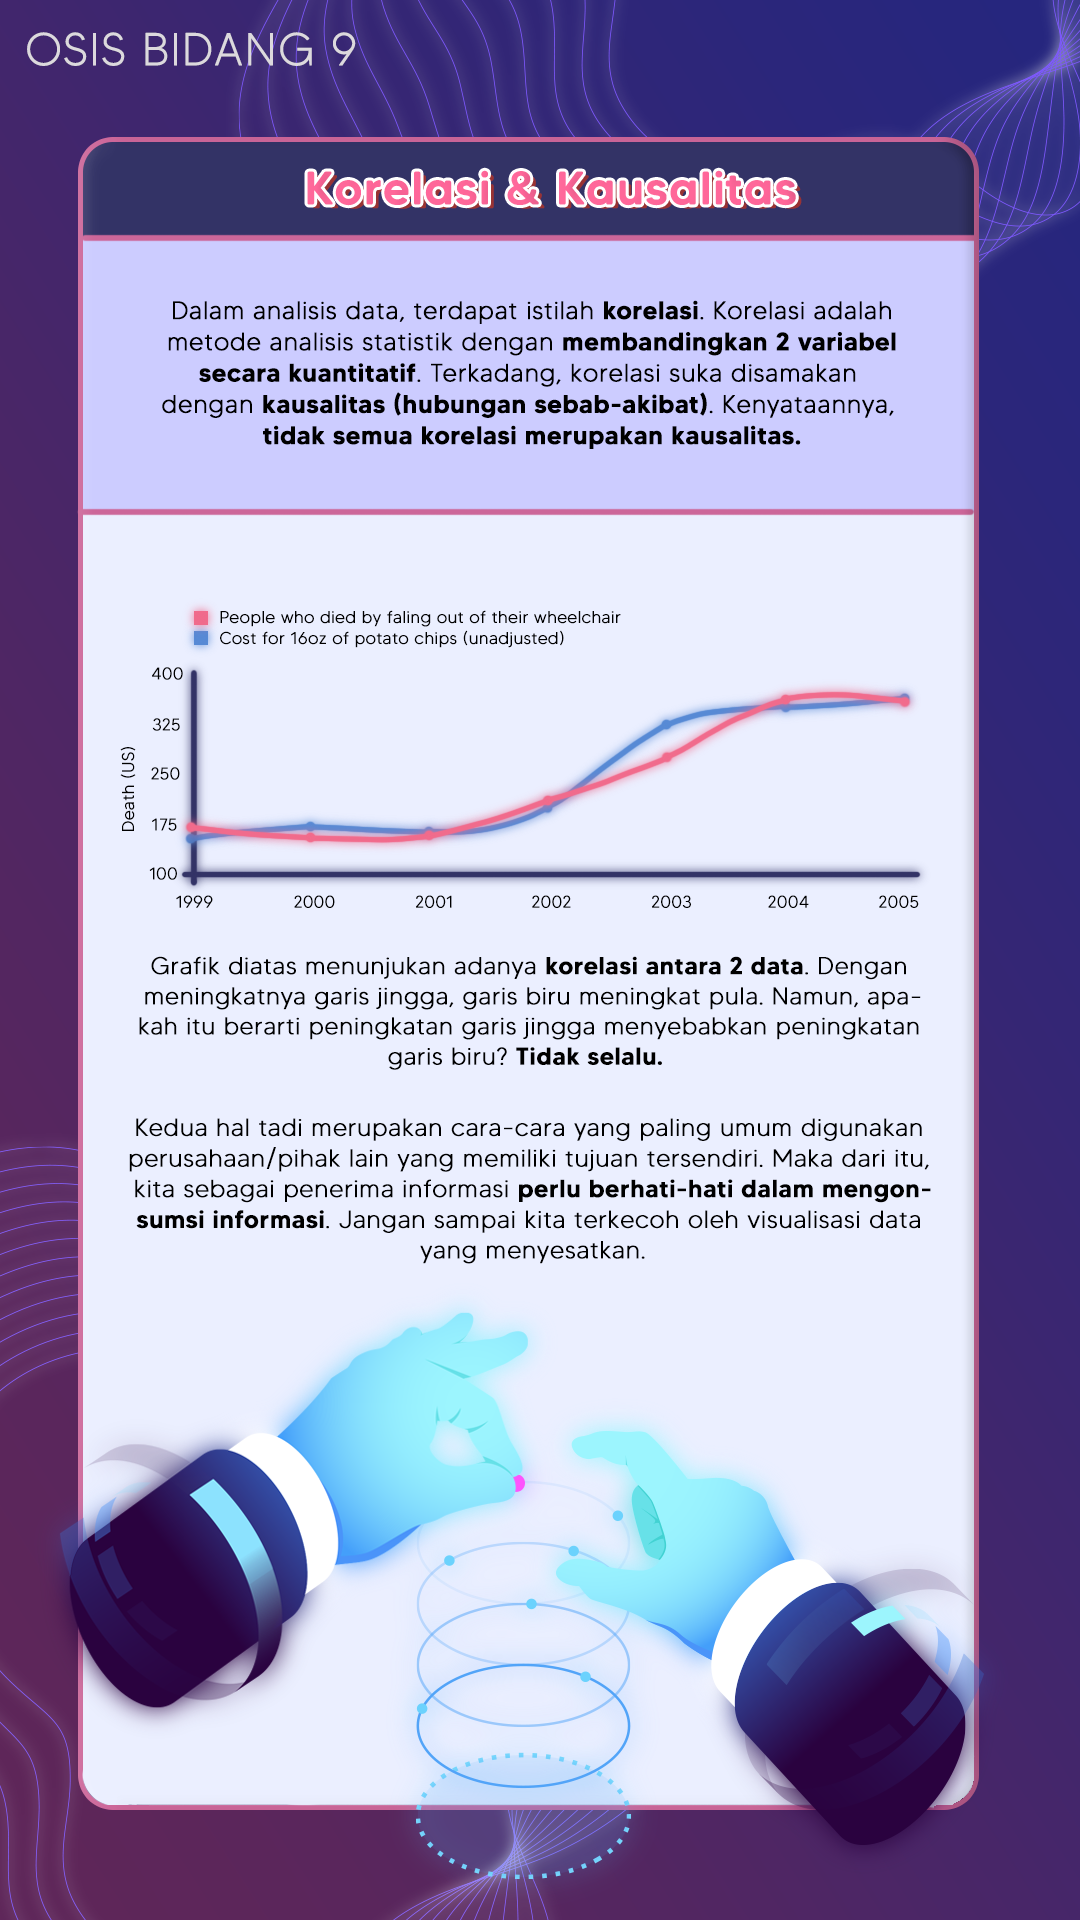 OSIS BIDANG 9
Korelasi & Kausalitas
Dalam analisis data, terdapat istilah korelasi. Korelasi adalah
metode analisis statistik dengan membandingkan 2 variabel
secara kuantitatif. Terkadang, korelasi suka disamakan
dengan kausalitas (hubungan sebab-akibat). Kenyataannya,
tidak semua korelasi merupakan kausalitas.
People who died by faling out of their wheelchair
Cost for 16oz of potato chips (unadjusted)
400
325
250
175
100
Death (US)
1999 2000 2001 2002 2003 2004 2005
Grafik diatas menunjukan adanya korelasi antara 2 data. Dengan
meningkatnya garis jingga, garis biru meningkat pula. Namun, apa-
kah itu berarti peningkatan garis jingga menyebabkan peningkatan
garis biru? Tidak selalu.
Kedua hal tadi merupakan cara-cara yang paling umum digunakan
perusahaan/pihak lain yang memiliki tujuan tersendiri. Maka dari itu,
kita sebagai penerima informasi perlu berhati-hati dalam mengon-
sumsi informasi. Jangan sampai kita terkecoh oleh visualisasi data
yang menyesatkan.